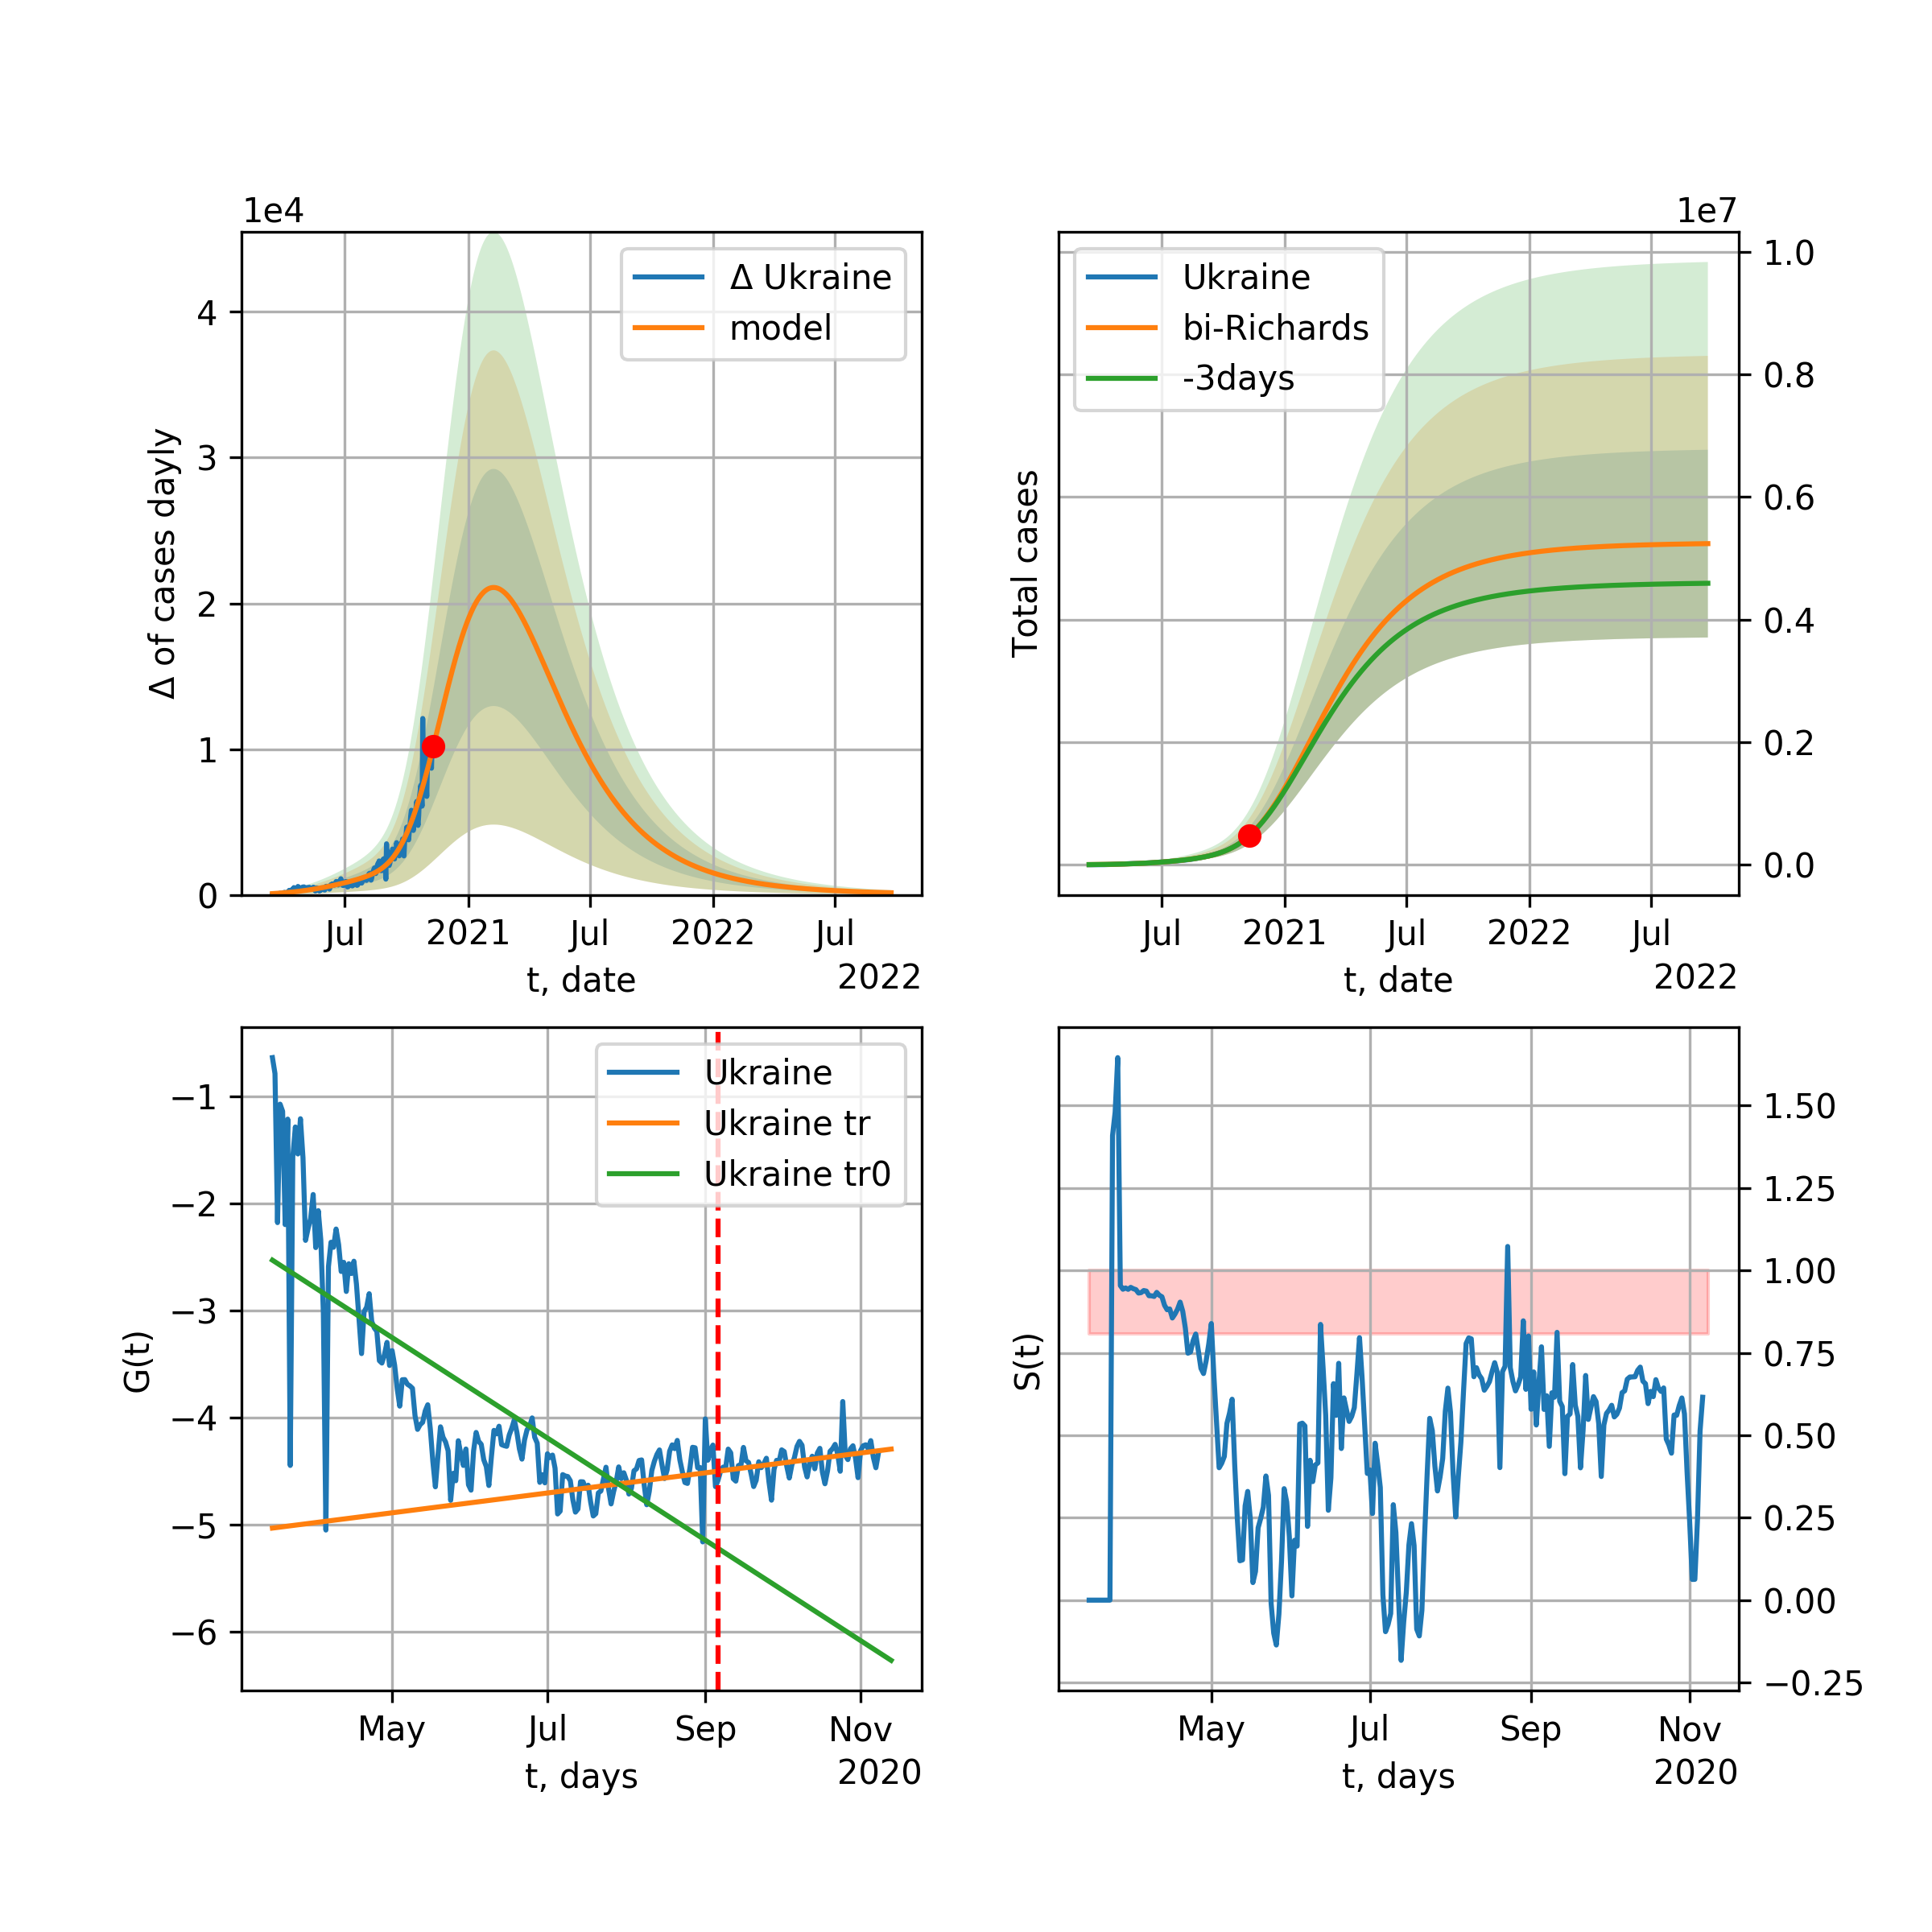 1e4
Δ of cases dayly
4
3
2
1
0
Δ Ukraine
model
Jul
2021
Jul
2022
Jul
t, date
2022
1e7
Total cases
Ukraine
bi-Richards
-3days
1.0
0.8
0.6
0.4
0.2
0.0
Jul
2021
Jul
2022
Jul
t, date
2022
G(t)
−1
−2
−3
−4
−5
−6
Ukraine
Ukraine tr
Ukraine tr0
May
Jul
Sep
Nov
t, days
2020
S(t)
1.50
1.25
1.00
0.75
0.50
0.25
0.00
−0.25
May
Jul
Sep
Nov
t, days
2020